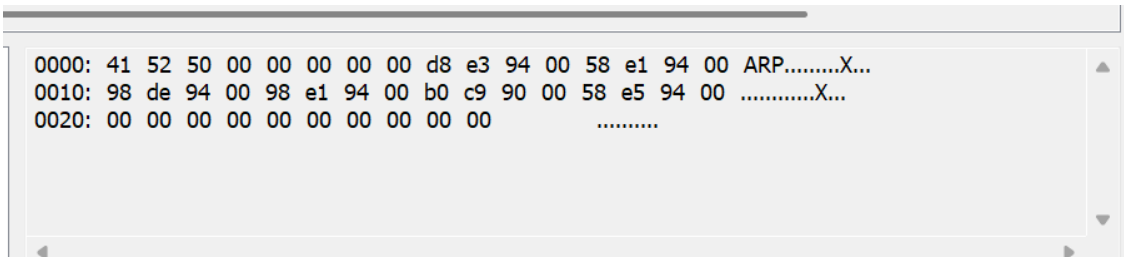 0000: 41 52 50 00 00 00 00 00 d8 e3 94 00 58 e1 94 00 ARP.........X...
0010: 98 de 94 00 98 e1 94 00 b0 c9 90 00 58 e5 94 00 ............X...
0020: 00 00 00 00 00 00 00 00 00 00 ..........